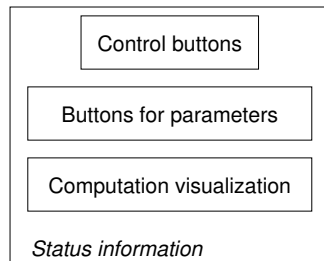 Control buttons
Buttons for parameters
Computation visualization
Status information